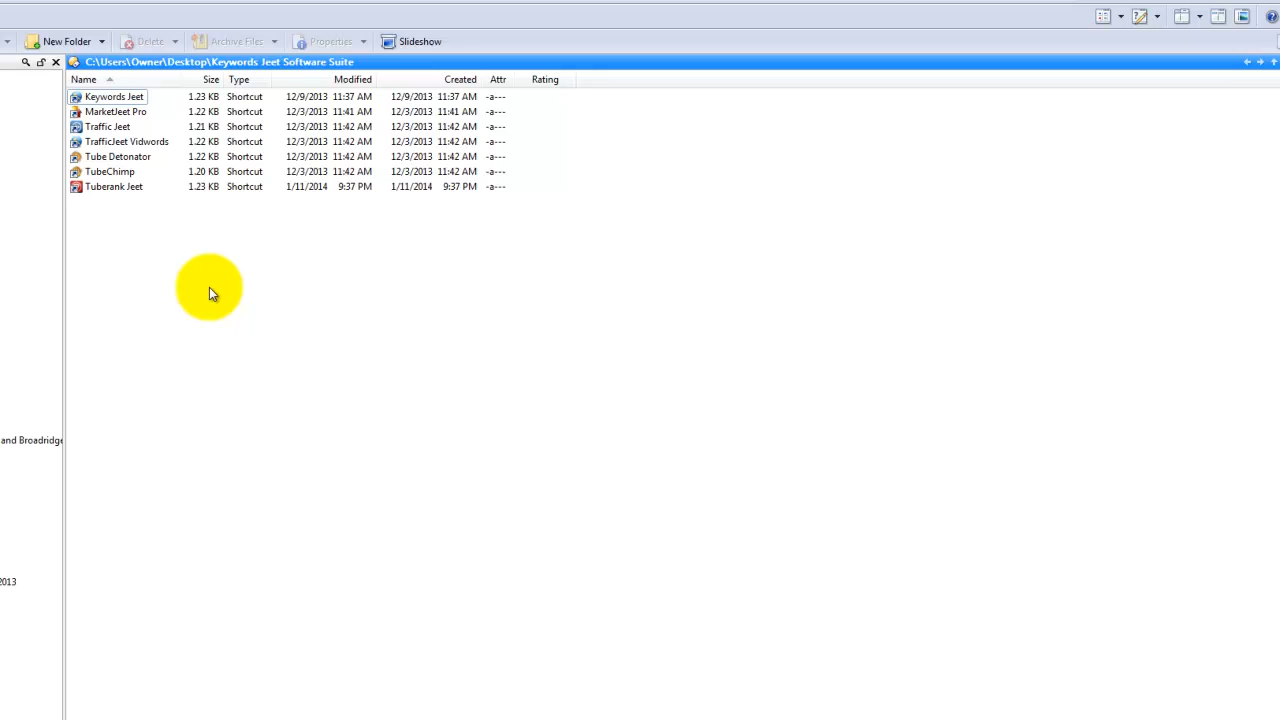 New Folder Delete Archive Files Properties Slideshow
C:\Users\Owner\Desktop\Keywords Jeet Software Suite
Name Size Type Modified Created Attr Rating
Keywords Jeet 1.23 KB Shortcut 12/9/2013 11:37 AM 12/9/2013 11:37 AM -a---
MarketJeet Pro 1.22 KB Shortcut 12/3/2013 11:41 AM 12/3/2013 11:41 AM -a---
Traffic Jeet 1.21 KB Shortcut 12/3/2013 11:42 AM 12/3/2013 11:42 AM -a---
TrafficJeet Vidwords 1.22 KB Shortcut 12/3/2013 11:42 AM 12/3/2013 11:42 AM -a---
Tube Detonator 1.22 KB Shortcut 12/3/2013 11:42 AM 12/3/2013 11:42 AM -a---
TubeChimp 1.20 KB Shortcut 12/3/2013 11:42 AM 12/3/2013 11:42 AM -a---
Tuberank Jeet 1.23 KB Shortcut 1/11/2014 9:37 PM 1/11/2014 9:37 PM -a---
and Broadridge
2013